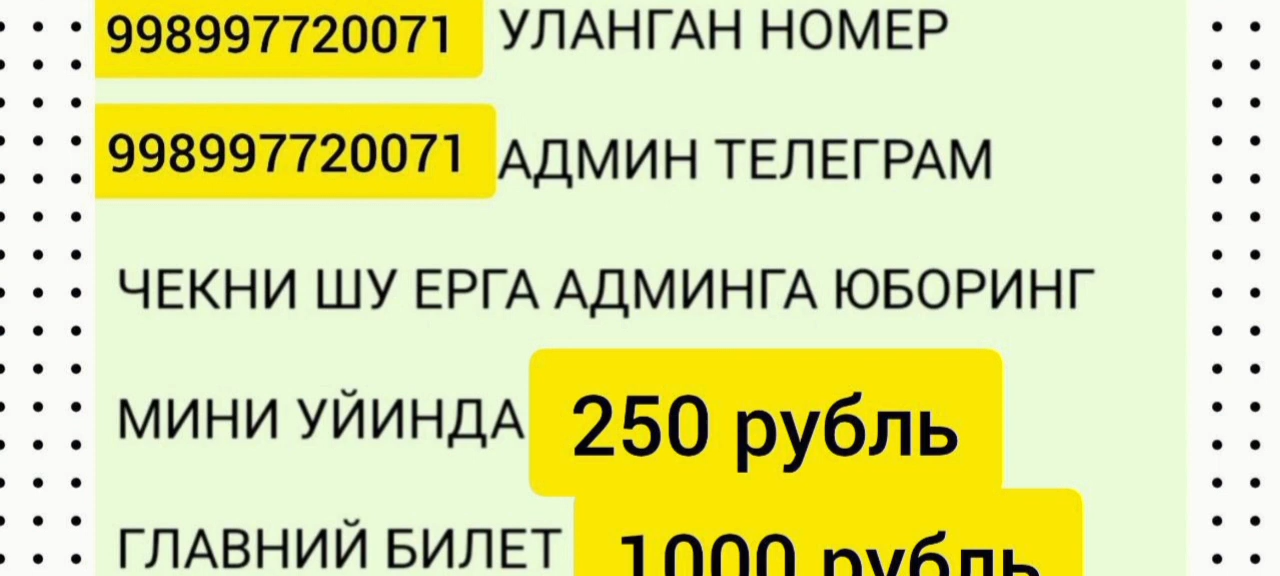 998997720071 УЛАНГАН НОМЕР
998997720071 АДМИН ТЕЛЕГРАМ
ЧЕКНИ ШУ ЕРГА АДМИНГА ЮБОРИНГ
МИНИ УЙИНДА 250 рубль
ГЛАВНИЙ БИЛЕТ 1000 рубль